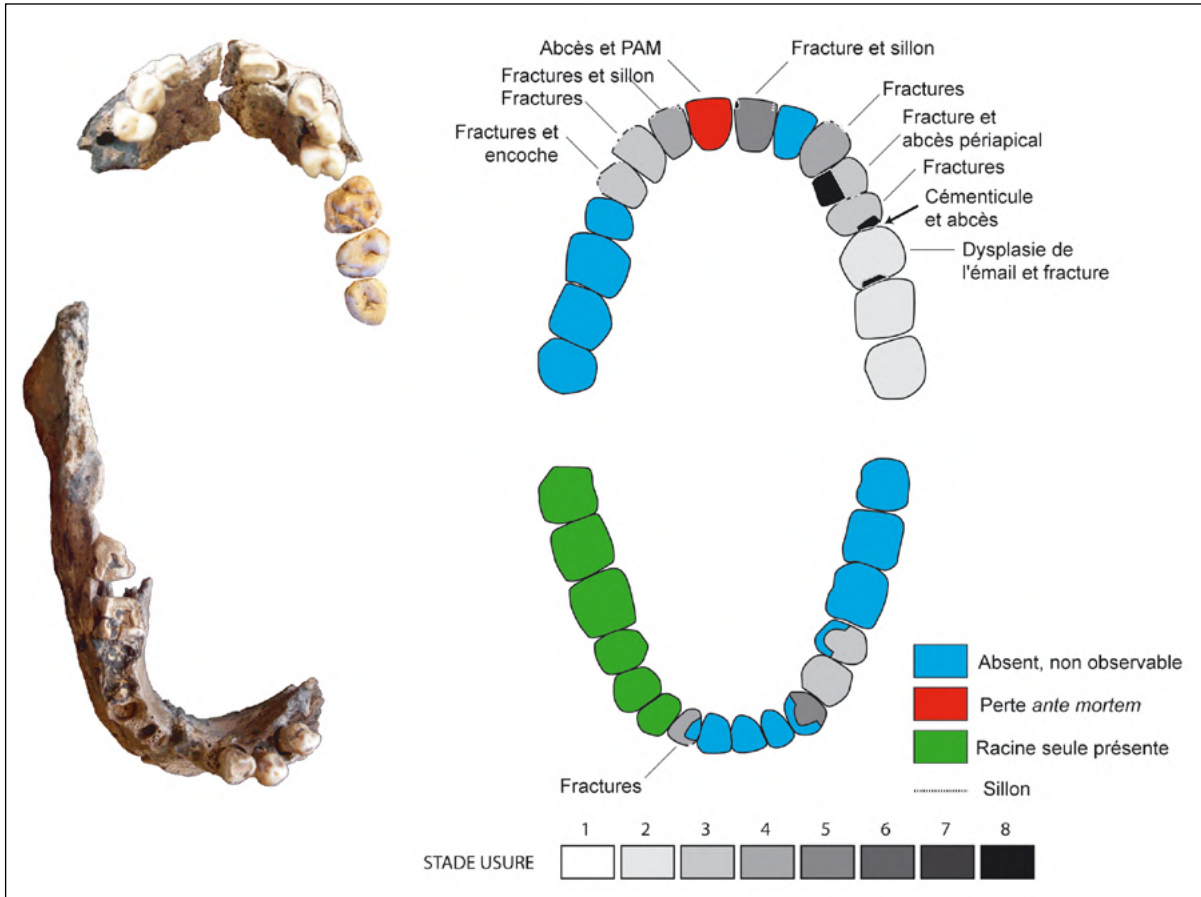 Abcès et PAM
Fracture et sillon
Fractures et sillon
Fractures
Fractures et
encoche
Fractures
Fracture et
abcès périapical
Fractures
Cémenticule
et abcès
Dysplasie de
l'émail et fracture
Absent, non observable
Perte ante mortem
Racine seule présente
Sillon
Fractures
1 2 3 4 5 6 7 8
STADE USURE